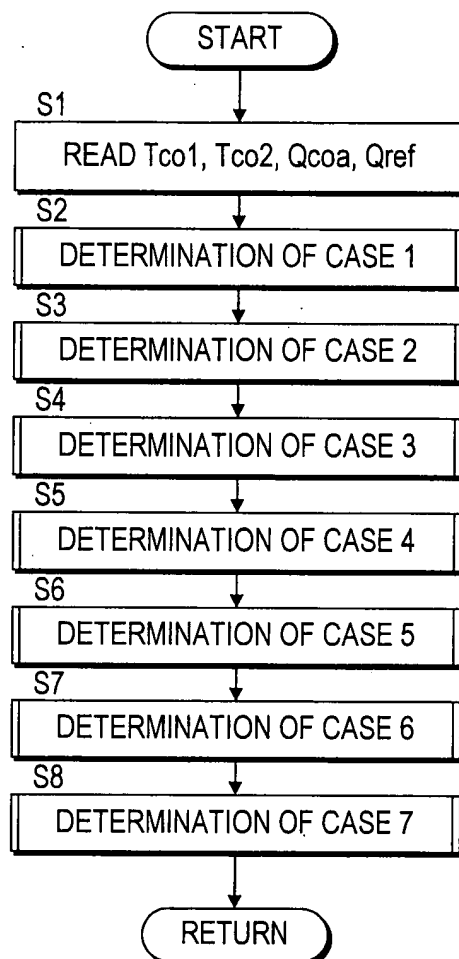 START
S1
READ Tco1, Tco2, Qcoa, Qref
S2
DETERMINATION OF CASE 1
S3
DETERMINATION OF CASE 2
S4
DETERMINATION OF CASE 3
S5
DETERMINATION OF CASE 4
S6
DETERMINATION OF CASE 5
S7
DETERMINATION OF CASE 6
S8
DETERMINATION OF CASE 7
RETURN